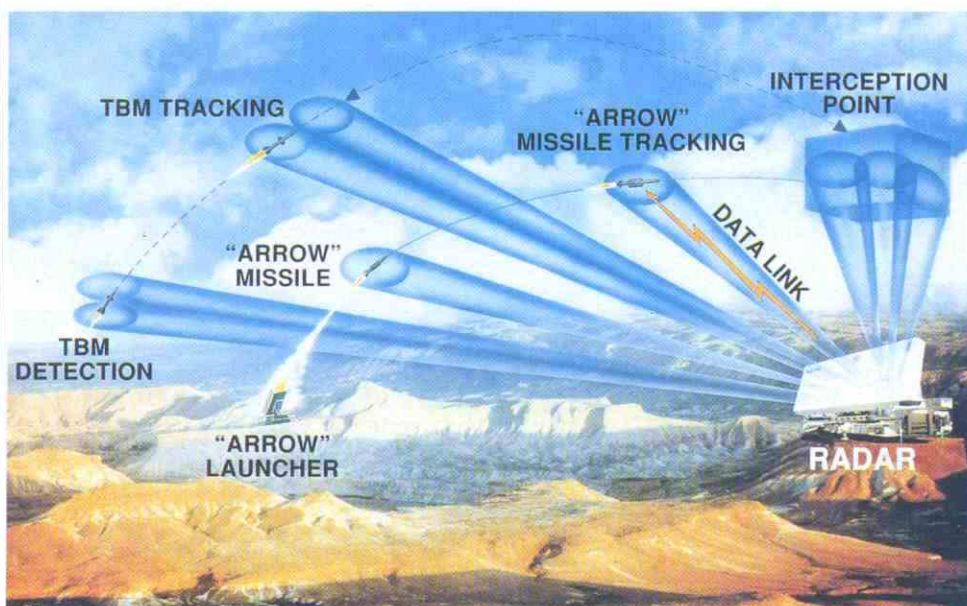 TBM TRACKING
INTERCEPTION
POINT
“ARROW”
MISSILE TRACKING
“ARROW”
MISSILE
DATA LINK
TBM
DETECTION
“ARROW”
LAUNCHER
RADAR